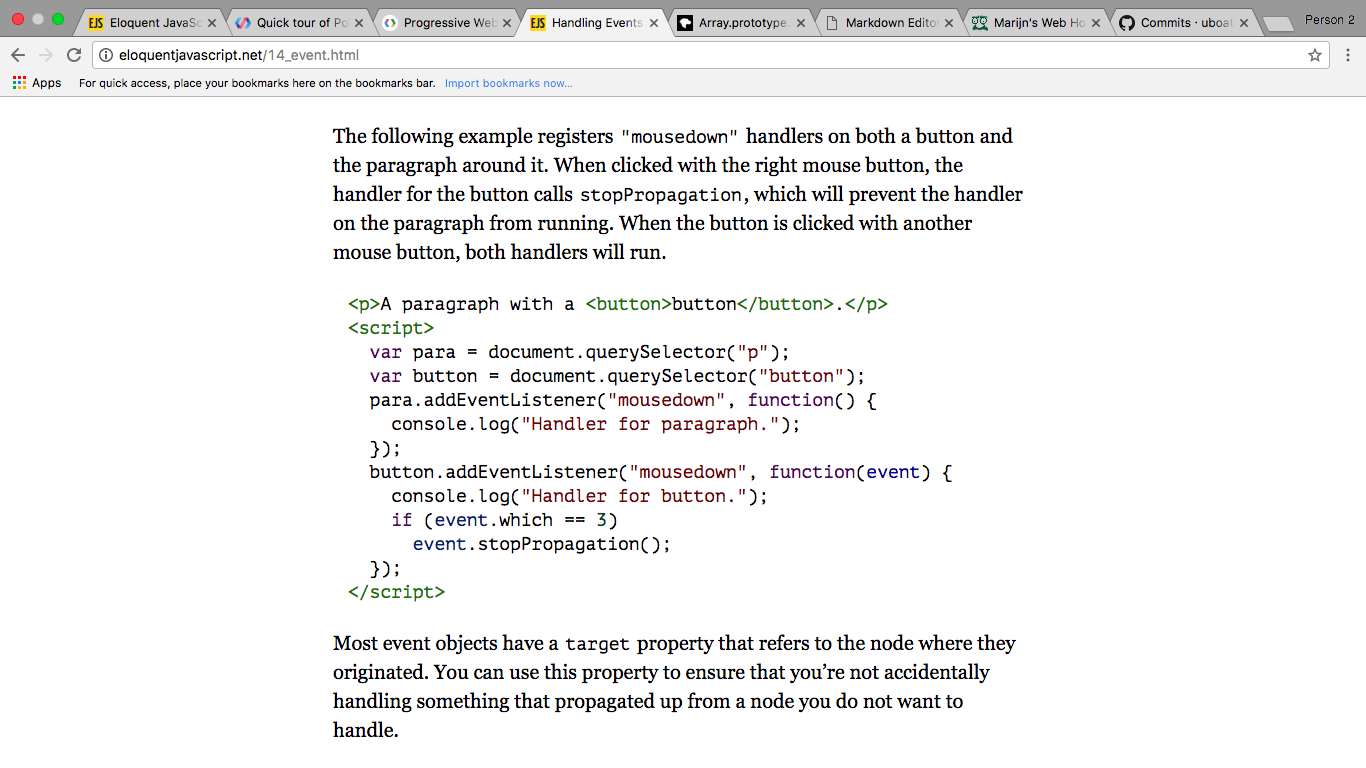 EJS Eloquent JavaSc
Quick tour of Po
Progressive Web
EJS Handling Events
Array.prototype.
Markdown Editor
Marijn's Web Ho
Commits · uboat
Person 2
eloquentjavascript.net/14_event.html
Apps For quick access, place your bookmarks here on the bookmarks bar. Import bookmarks now...
The following example registers "mousedown" handlers on both a button and
the paragraph around it. When clicked with the right mouse button, the
handler for the button calls stopPropagation, which will prevent the handler
on the paragraph from running. When the button is clicked with another
mouse button, both handlers will run.
<p>A paragraph with a <button>button</button>.</p>
<script>
  var para = document.querySelector("p");
  var button = document.querySelector("button");
  para.addEventListener("mousedown", function() {
    console.log("Handler for paragraph.");
  });
  button.addEventListener("mousedown", function(event) {
    console.log("Handler for button.");
    if (event.which == 3)
      event.stopPropagation();
  });
</script>
Most event objects have a target property that refers to the node where they
originated. You can use this property to ensure that you’re not accidentally
handling something that propagated up from a node you do not want to
handle.